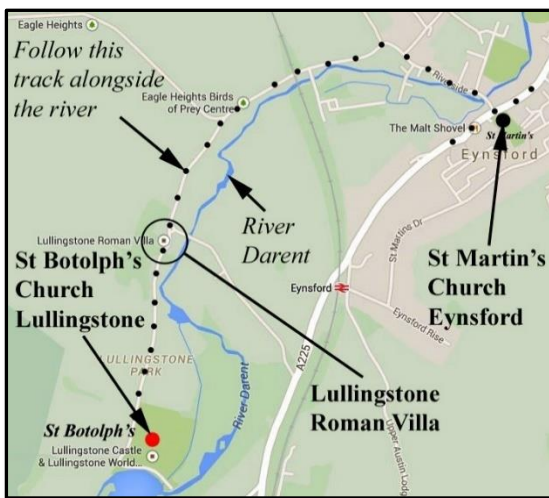 Eagle Heights
Follow this
track alongside
the river
Eagle Heights Birds
of Prey Centre
Riverside
The Malt Shovel
St Martin's
Eynsford
Lullingstone Roman Villa
River
Darent
St Botolph's
Church
Lullingstone
St Martins Dr
St Martin's
Church
Eynsford
Eynsford
Eynsford Rise
A225
LULLINGSTONE
PARK
River Darent
Lullingstone
Roman Villa
St Botolph's
Lullingstone Castle
& Lullingstone World...
Upper Austin Lodge